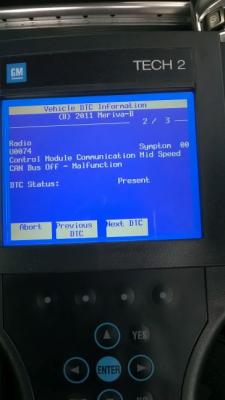 GM
TECH 2
Vehicle DTC Information
(B) 2011 Meriva-B
2 / 3
Radio
U0074 Symptom 00
Control Module Communication Mid Speed
CAN Bus Off - Malfunction
DTC Status: Present
Abort Previous DTC Next DTC
YES
ENTER
NO